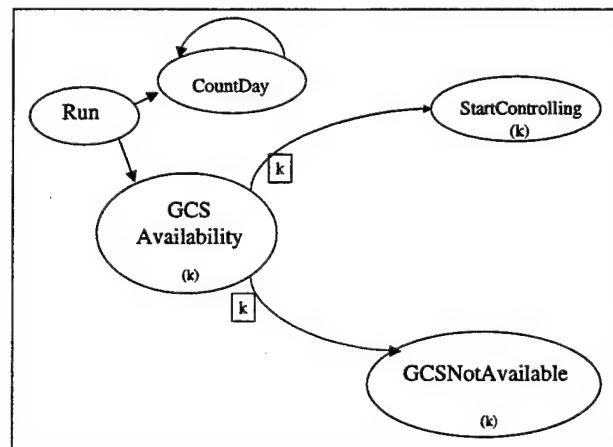 CountDay
Run
StartControlling
(k)
k
GCS
Availability
(k)
k
GCSNotAvailable
(k)